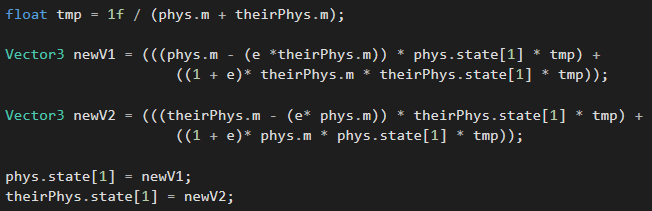 float tmp = 1f / (phys.m + theirPhys.m);
Vector3 newV1 = (((phys.m - (e *theirPhys.m)) * phys.state[1] * tmp) +
((1 + e)* theirPhys.m * theirPhys.state[1] * tmp));
Vector3 newV2 = (((theirPhys.m - (e* phys.m)) * theirPhys.state[1] * tmp) +
((1 + e)* phys.m * phys.state[1] * tmp));
phys.state[1] = newV1;
theirPhys.state[1] = newV2;